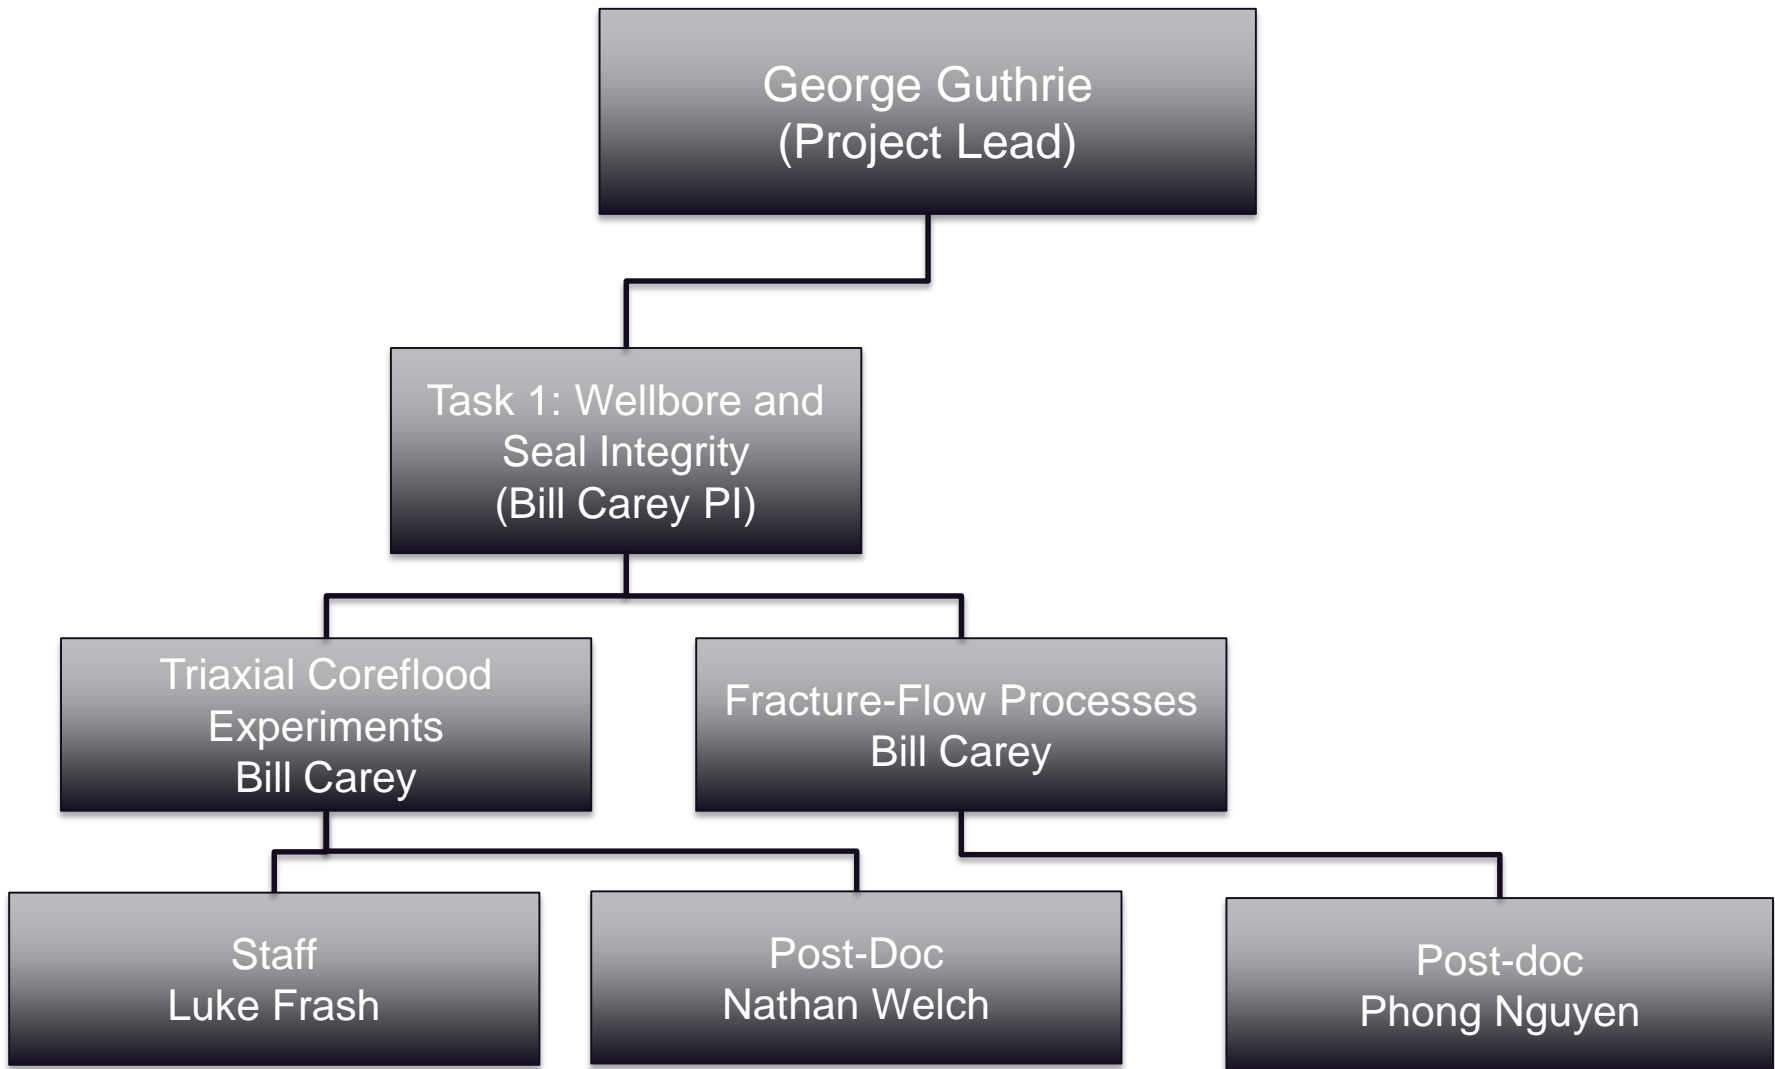 George Guthrie
(Project Lead)
Task 1: Wellbore and
Seal Integrity
(Bill Carey PI)
Triaxial Coreflood
Experiments
Bill Carey
Fracture-Flow Processes
Bill Carey
Staff
Luke Frash
Post-Doc
Nathan Welch
Post-doc
Phong Nguyen